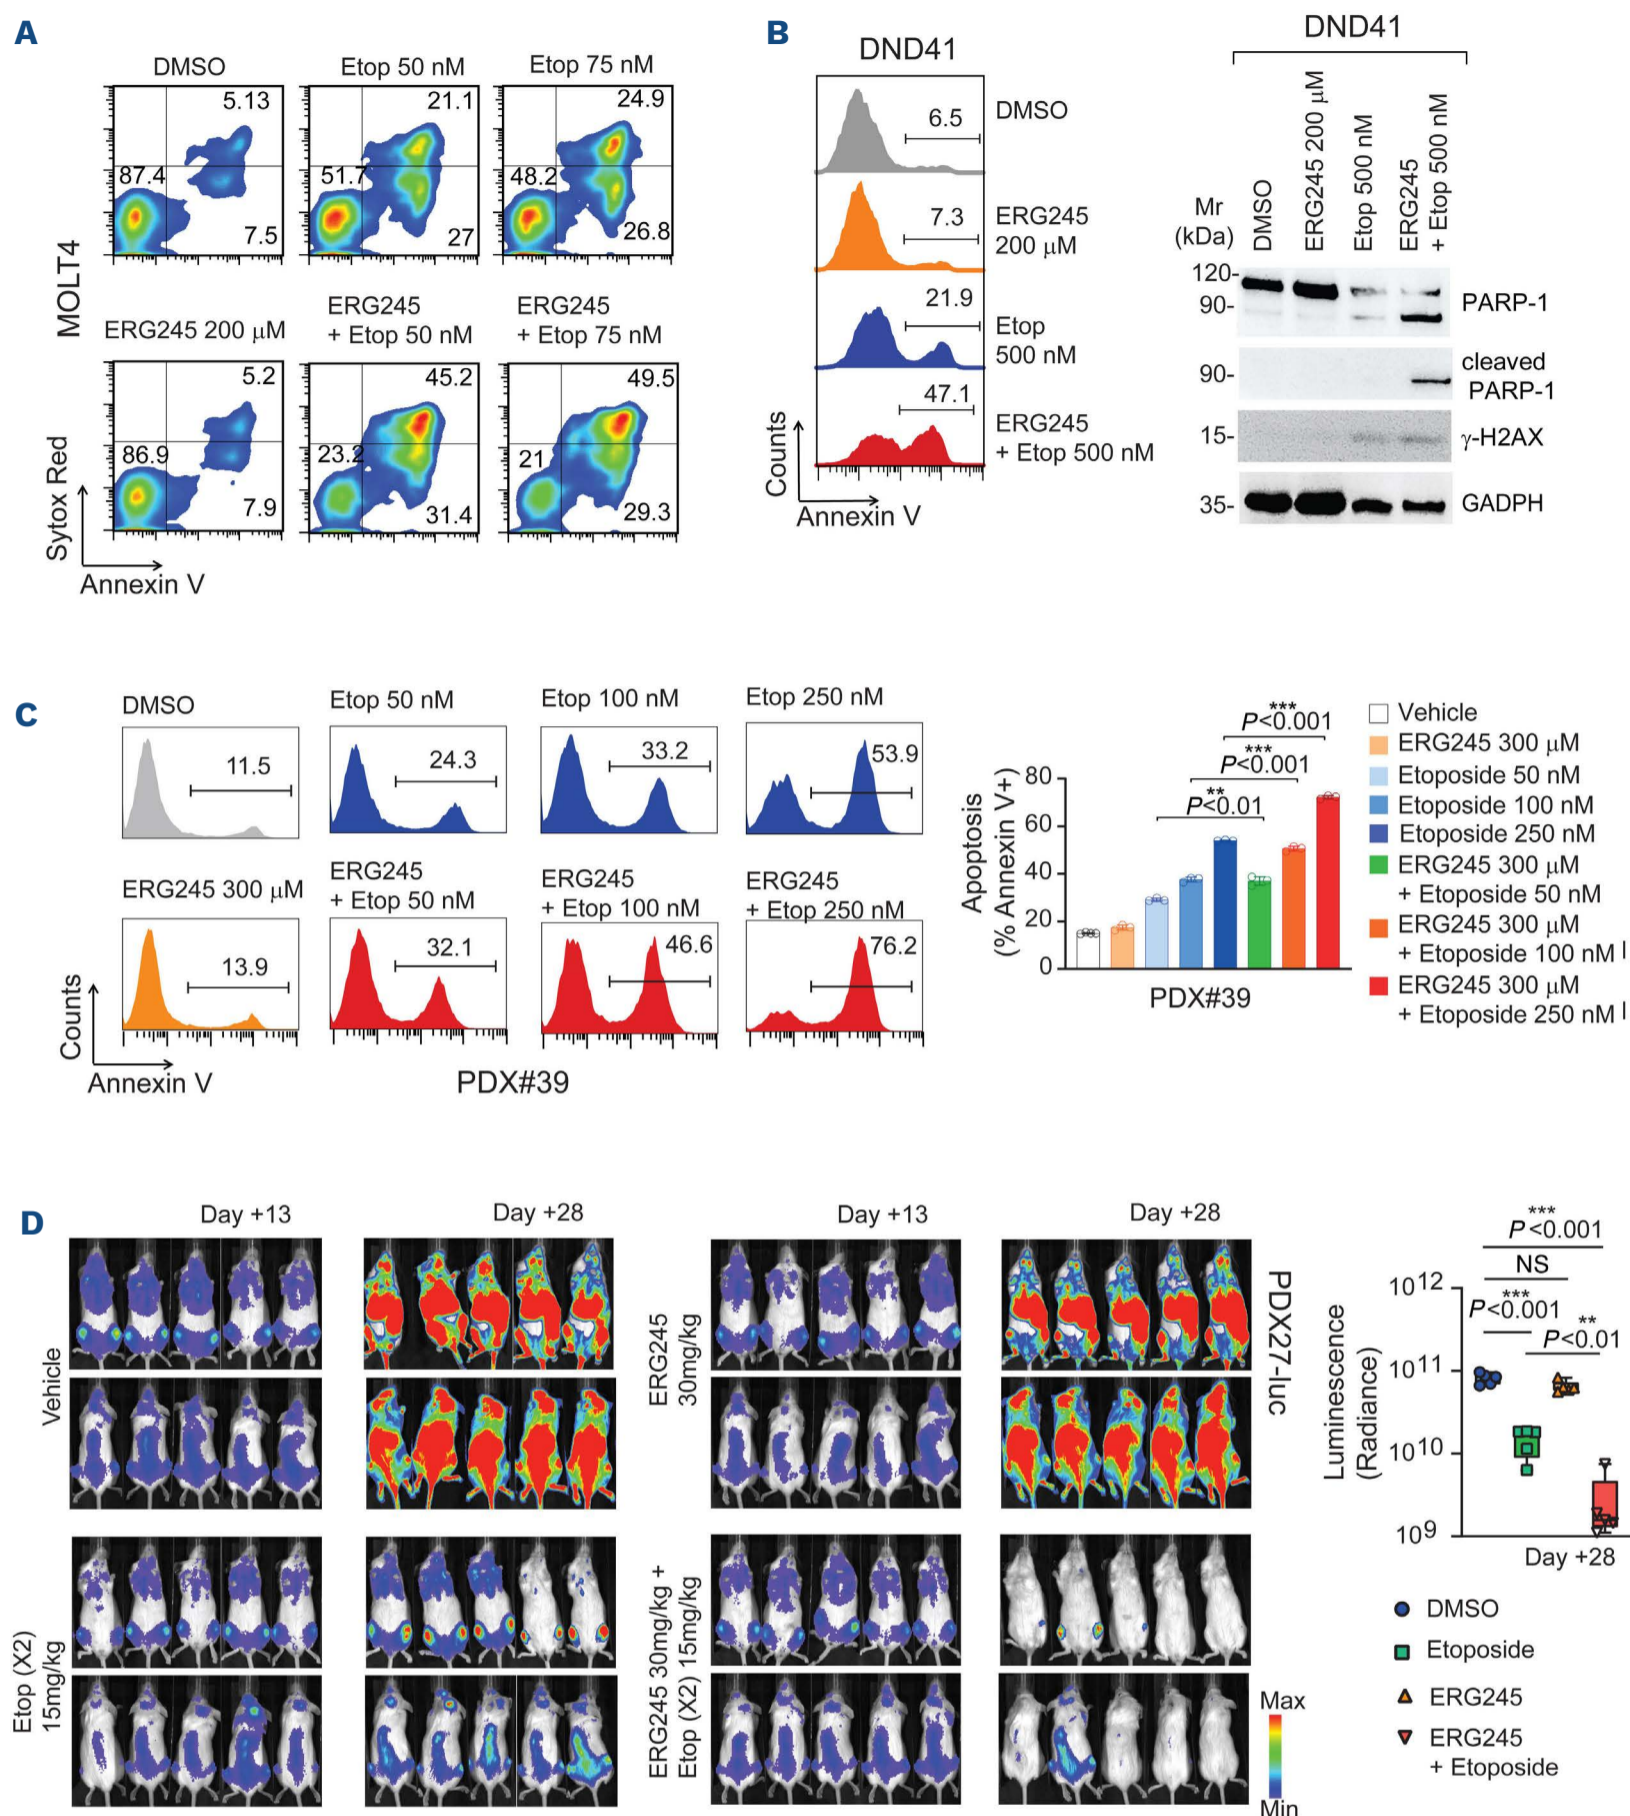 A
DMSO
Etop 50 nM
Etop 75 nM
5.13
21.1
24.9
87.4
51.7
48.2
7.5
27
26.8
MOLT4
ERG245 200 μM
ERG245
+ Etop 50 nM
ERG245
+ Etop 75 nM
5.2
45.2
49.5
86.9
23.2
21
7.9
31.4
29.3
Sytox Red
Annexin V
B
DND41
6.5
DMSO
7.3
ERG245
200 μM
21.9
Etop
500 nM
47.1
ERG245
+ Etop 500 nM
Counts
Annexin V
DND41
Mr
(kDa)
DMSO
ERG245 200 μM
Etop 500 nM
ERG245
+ Etop 500 nM
120-
90-
PARP-1
90-
cleaved
PARP-1
15-
γ-H2AX
35-
GADPH
C
DMSO
Etop 50 nM
Etop 100 nM
Etop 250 nM
11.5
24.3
33.2
53.9
ERG245 300 μM
ERG245
+ Etop 50 nM
ERG245
+ Etop 100 nM
ERG245
+ Etop 250 nM
13.9
32.1
46.6
76.2
Counts
Annexin V
PDX#39
Apoptosis
(% Annexin V+)
80
60
40
20
0
***
P<0.001
***
P<0.001
**
P<0.01
PDX#39
Vehicle
ERG245 300 μM
Etoposide 50 nM
Etoposide 100 nM
Etoposide 250 nM
ERG245 300 μM
+ Etoposide 50 nM
ERG245 300 μM
+ Etoposide 100 nM l
ERG245 300 μM
+ Etoposide 250 nM l
D
Day +13
Day +28
Day +13
Day +28
Vehicle
ERG245
30mg/kg
PDX27-luc
Etop (X2)
15mg/kg
ERG245 30mg/kg +
Etop (X2) 15mg/kg
Max
Min
Luminescence
(Radiance)
10^12
10^11
10^10
10^9
***
P<0.001
NS
***
P<0.001
**
P<0.01
Day +28
DMSO
Etoposide
ERG245
ERG245
+ Etoposide